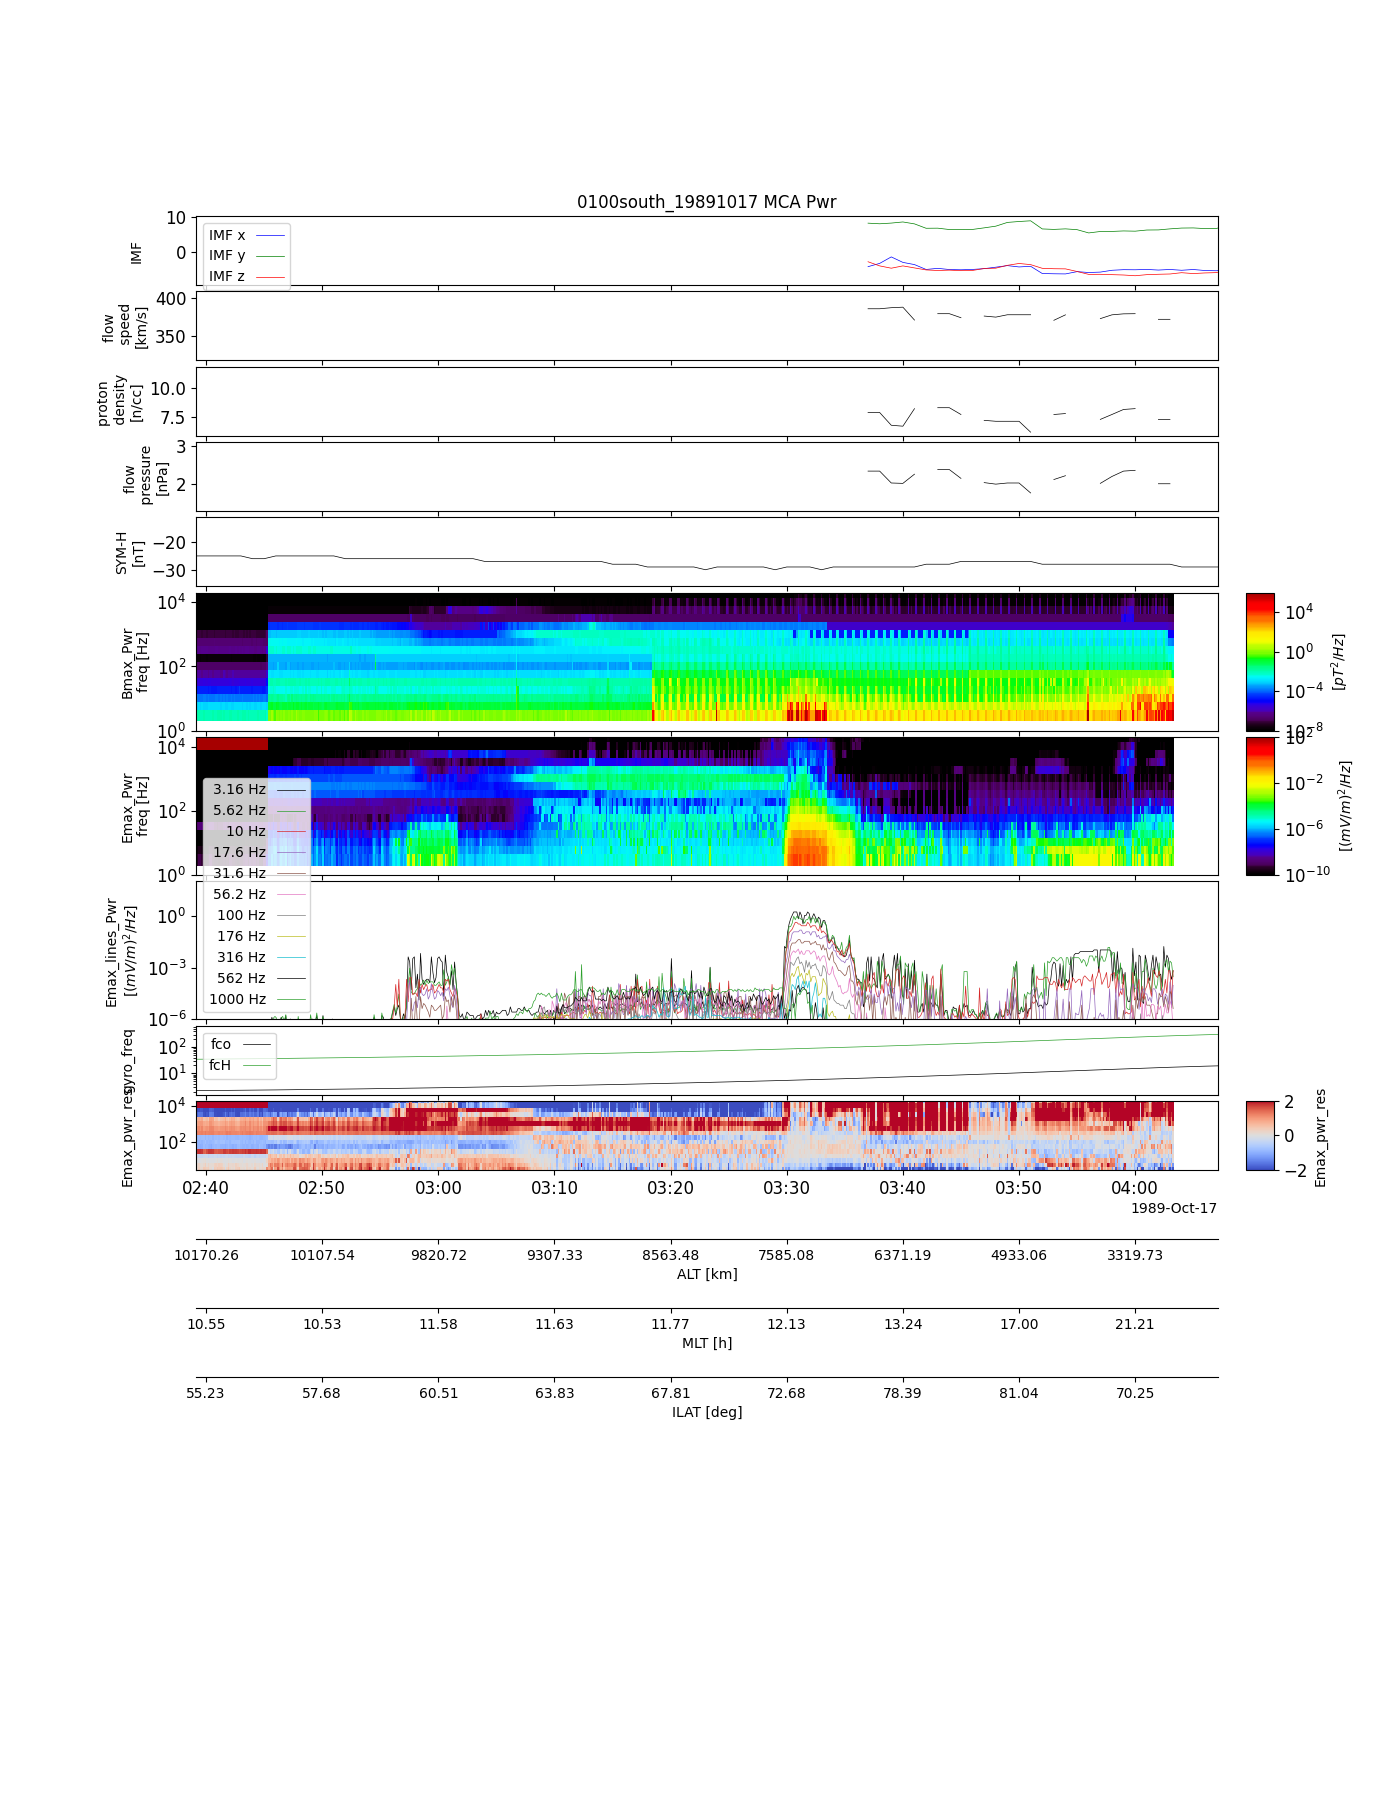 0100south_19891017 MCA Pwr
10
0
IMF
IMF x
IMF y
IMF z
400
350
flow
speed
[km/s]
10.0
7.5
proton
density
[n/cc]
3
2
flow
pressure
[nPa]
−20
−30
SYM-H
[nT]
10^4
10^2
10^0
Bmax_Pwr
freq [Hz]
10^4
10^0
10^−4
10^−8
[pT^2/Hz]
10^4
10^2
10^0
Emax_Pwr
freq [Hz]
10^2
10^−2
10^−6
10^−10
[(mV/m)^2/Hz]
3.16 Hz
5.62 Hz
10 Hz
17.6 Hz
31.6 Hz
56.2 Hz
100 Hz
176 Hz
316 Hz
562 Hz
1000 Hz
10^0
10^−3
10^−6
Emax_lines_Pwr
[(mV/m)^2/Hz]
10^2
10^1
gyro_freq
fco
fcH
10^4
10^2
Emax_pwr_res
2
0
−2
Emax_pwr_res
02:40 02:50 03:00 03:10 03:20 03:30 03:40 03:50 04:00
1989-Oct-17
10170.26 10107.54 9820.72 9307.33 8563.48 7585.08 6371.19 4933.06 3319.73
ALT [km]
10.55 10.53 11.58 11.63 11.77 12.13 13.24 17.00 21.21
MLT [h]
55.23 57.68 60.51 63.83 67.81 72.68 78.39 81.04 70.25
ILAT [deg]